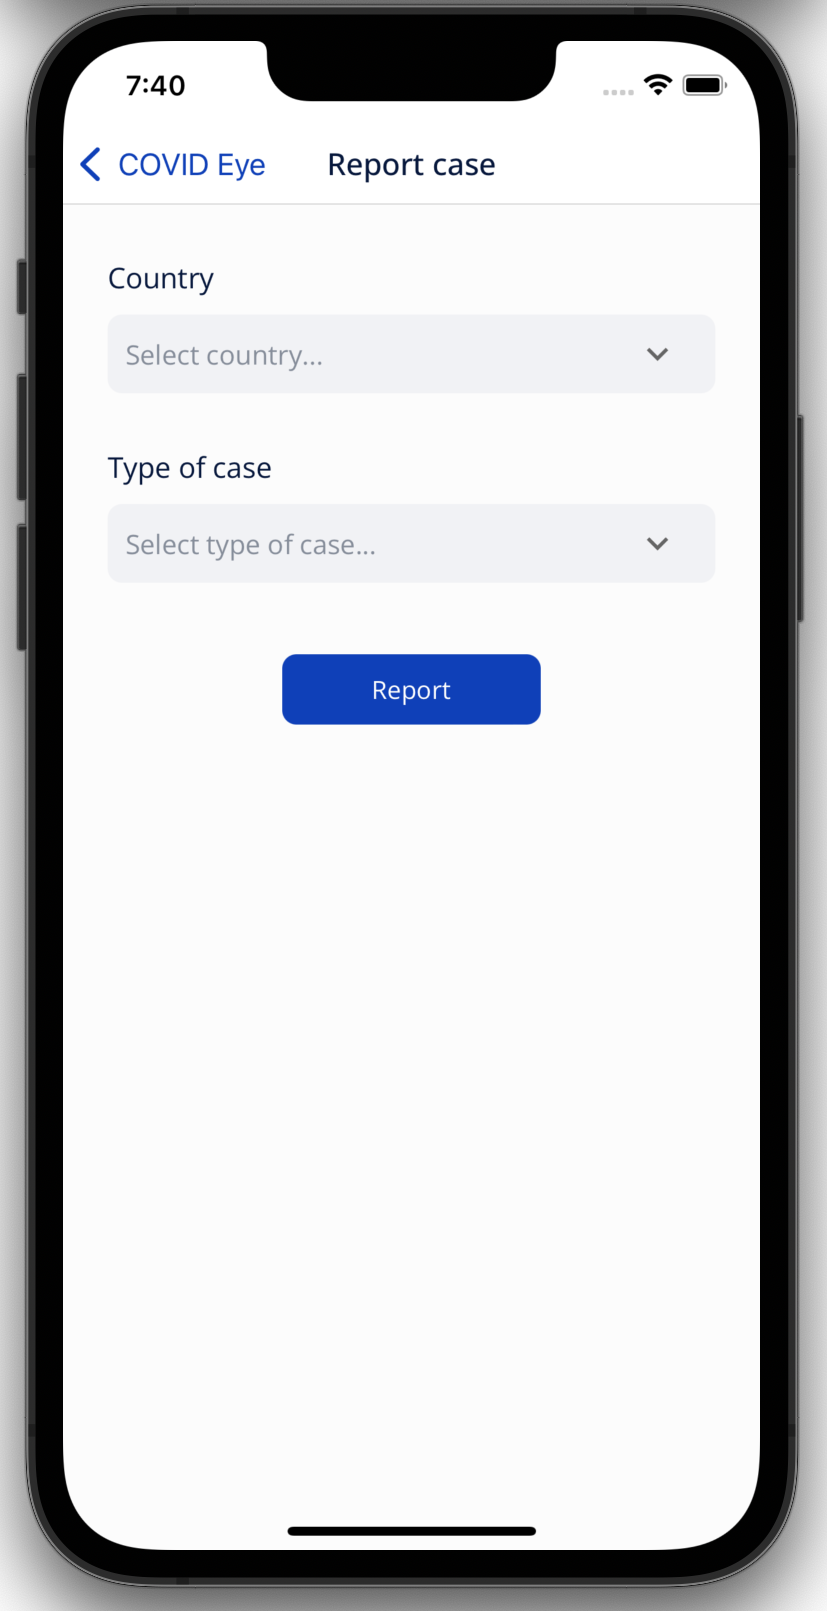 7:40
COVID Eye Report case
Country
Select country...
Type of case
Select type of case...
Report